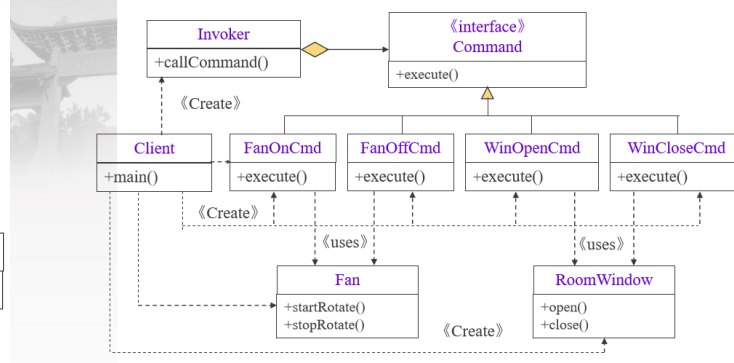 Invoker
+callCommand()
《interface》
Command
+execute()
《Create》
Client
+main()
FanOnCmd
+execute()
FanOffCmd
+execute()
WinOpenCmd
+execute()
WinCloseCmd
+execute()
《Create》
《uses》
《uses》
Fan
+startRotate()
+stopRotate()
RoomWindow
+open()
+close()
《Create》